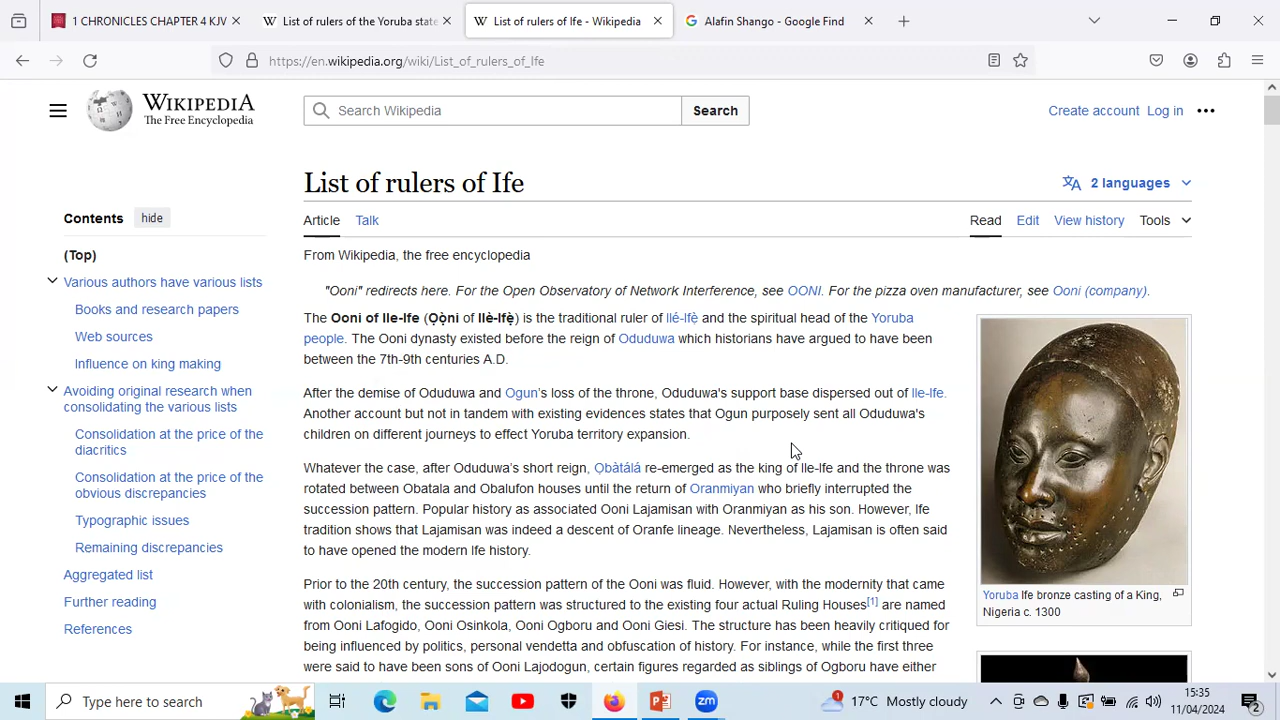 1 CHRONICLES CHAPTER 4 KJV
List of rulers of the Yoruba state
List of rulers of Ife - Wikipedia
Alafin Shango - Google Find
https://en.wikipedia.org/wiki/List_of_rulers_of_Ife
WIKIPEDIA
The Free Encyclopedia
Search Wikipedia
Search
Create account Log in
List of rulers of Ife
2 languages
Contents hide
Article Talk
Read Edit View history Tools
(Top)
Various authors have various lists
Books and research papers
Web sources
Influence on king making
Avoiding original research when
consolidating the various lists
Consolidation at the price of the
diacritics
Consolidation at the price of the
obvious discrepancies
Typographic issues
Remaining discrepancies
Aggregated list
Further reading
References
From Wikipedia, the free encyclopedia
"Ooni" redirects here. For the Open Observatory of Network Interference, see OONI. For the pizza oven manufacturer, see Ooni (company).
The Ooni of Ile-Ife (Ọọ̀ni of Ilè-Ifẹ̀) is the traditional ruler of Ilé-Ifẹ̀ and the spiritual head of the Yoruba
people. The Ooni dynasty existed before the reign of Oduduwa which historians have argued to have been
between the 7th-9th centuries A.D.
After the demise of Oduduwa and Ogun's loss of the throne, Oduduwa's support base dispersed out of Ile-Ife.
Another account but not in tandem with existing evidences states that Ogun purposely sent all Oduduwa's
children on different journeys to effect Yoruba territory expansion.
Whatever the case, after Oduduwa's short reign, Ọbàtálá re-emerged as the king of Ile-Ife and the throne was
rotated between Obatala and Obalufon houses until the return of Oranmiyan who briefly interrupted the
succession pattern. Popular history as associated Ooni Lajamisan with Oranmiyan as his son. However, Ife
tradition shows that Lajamisan was indeed a descent of Oranfe lineage. Nevertheless, Lajamisan is often said
to have opened the modern Ife history.
Prior to the 20th century, the succession pattern of the Ooni was fluid. However, with the modernity that came
with colonialism, the succession pattern was structured to the existing four actual Ruling Houses[1] are named
from Ooni Lafogido, Ooni Osinkola, Ooni Ogboru and Ooni Giesi. The structure has been heavily critiqued for
being influenced by politics, personal vendetta and obfuscation of history. For instance, while the first three
were said to have been sons of Ooni Lajodogun, certain figures regarded as siblings of Ogboru have either
Yoruba Ife bronze casting of a King,
Nigeria c. 1300
Type here to search
1
17°C Mostly cloudy
15:35
11/04/2024
2